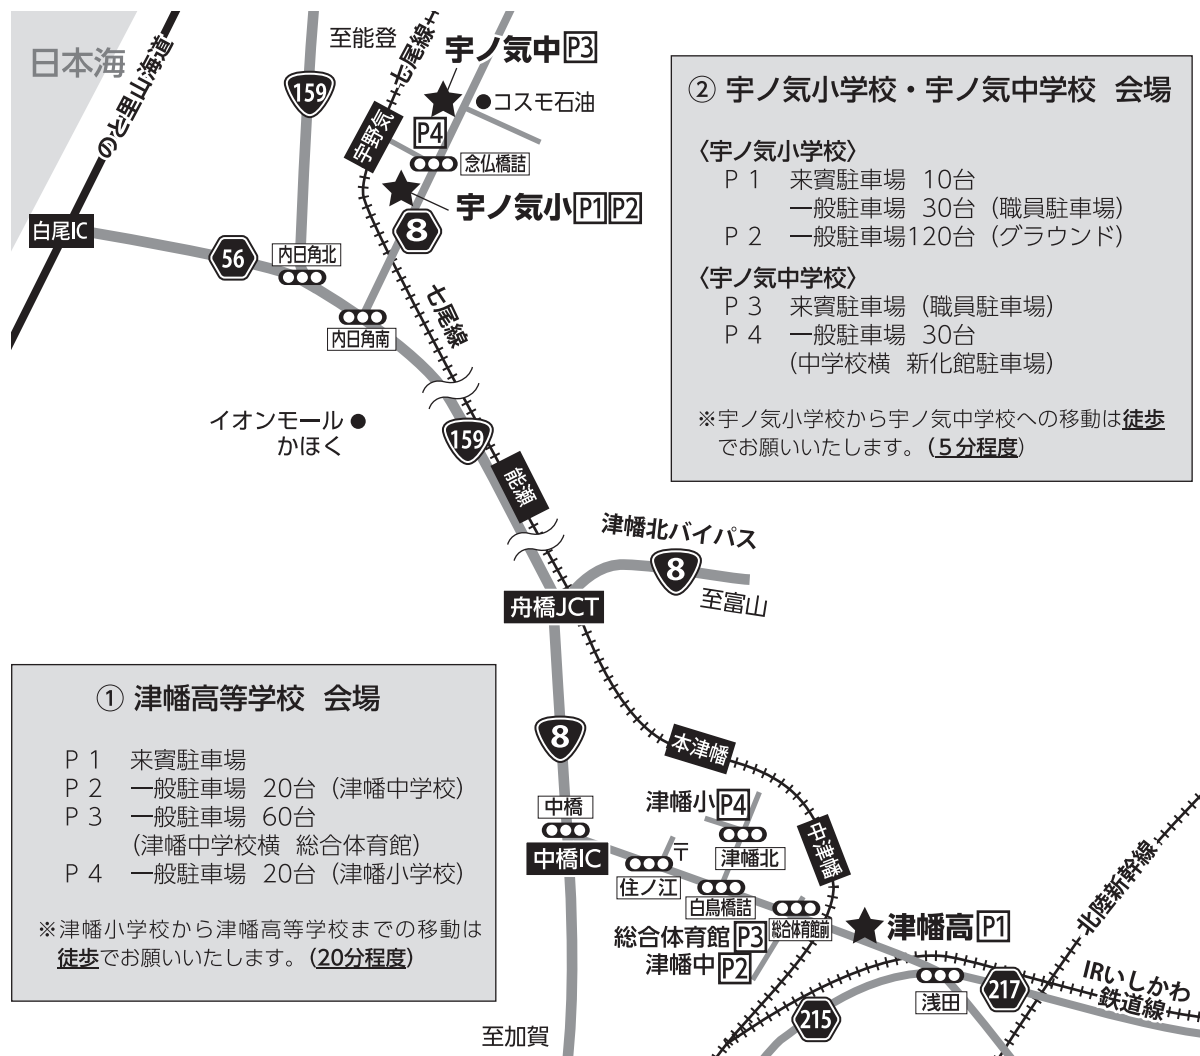 日本海
のと里山海道
159
至能登
七尾線
宇ノ気中 P3
コスモ石油
P4
宇野気
念仏橋詰
宇ノ気小 P1 P2
8
白尾IC
56
内日角北
内日角南
七尾線
イオンモール
かほく
159
能瀬
津幡北バイパス
8
至富山
舟橋JCT
② 宇ノ気小学校・宇ノ気中学校 会場
〈宇ノ気小学校〉
P 1 来賓駐車場 10台
一般駐車場 30台（職員駐車場）
P 2 一般駐車場120台（グラウンド）
〈宇ノ気中学校〉
P 3 来賓駐車場（職員駐車場）
P 4 一般駐車場 30台
（中学校横 新化館駐車場）
※宇ノ気小学校から宇ノ気中学校への移動は徒歩
でお願いいたします。（５分程度）
① 津幡高等学校 会場
P 1 来賓駐車場
P 2 一般駐車場 20台（津幡中学校）
P 3 一般駐車場 60台
（津幡中学校横 総合体育館）
P 4 一般駐車場 20台（津幡小学校）
※津幡小学校から津幡高等学校までの移動は
徒歩でお願いいたします。（20分程度）
8
本津幡
中橋
中橋IC
津幡小 P4
津幡北
中津幡
〒
住ノ江
白鳥橋詰
総合体育館前
総合体育館 P3
津幡中 P2
津幡高 P1
北陸新幹線
IRいしかわ
鉄道線
浅田
217
215
至加賀